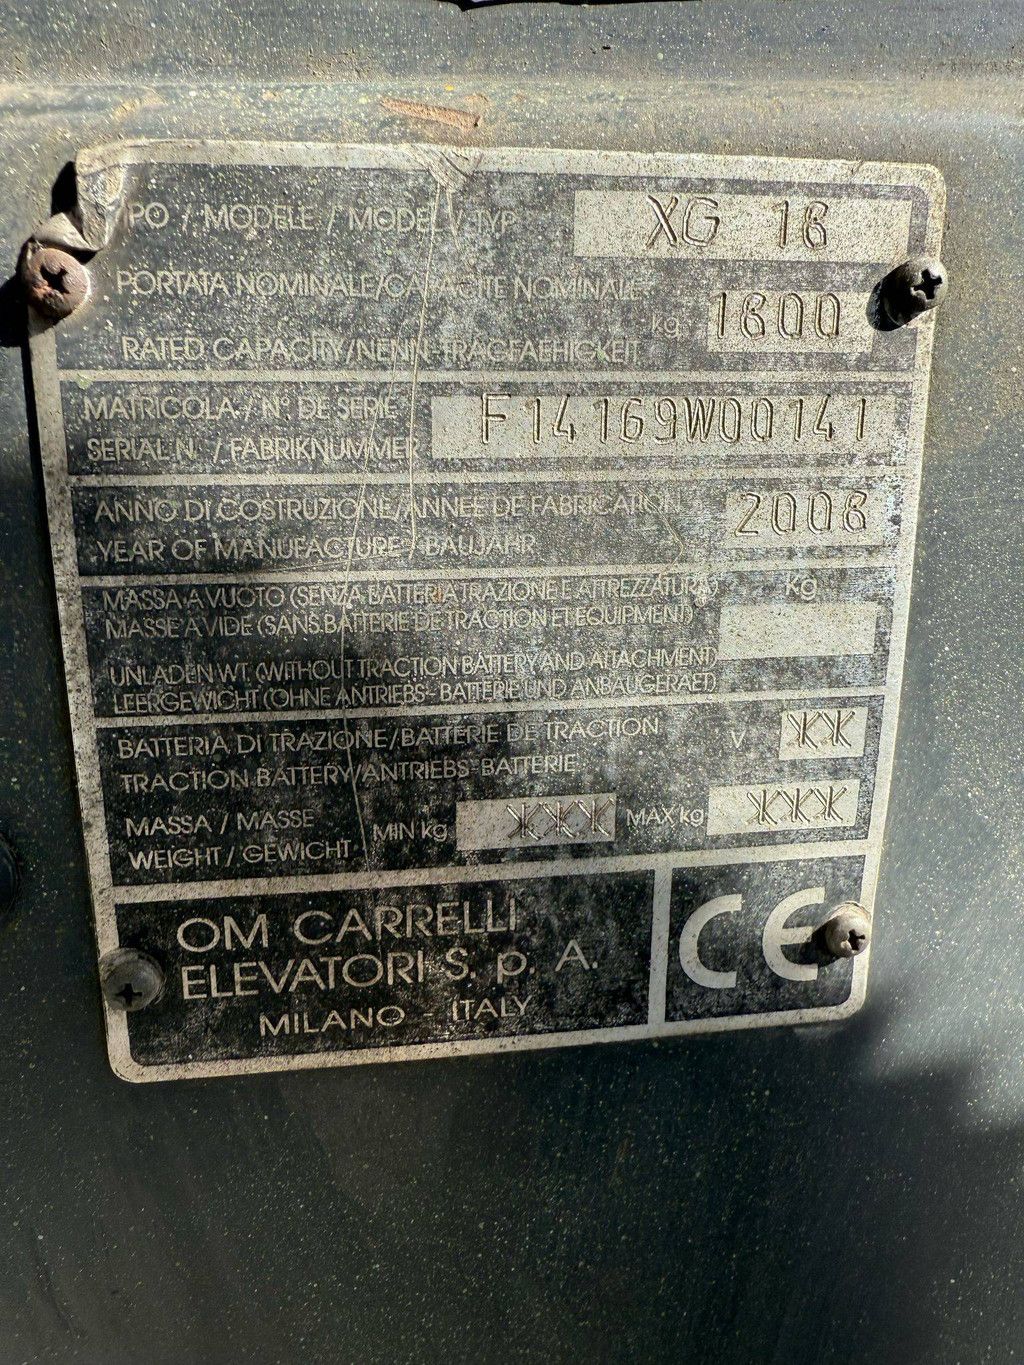 TIPO / MODELE / MODEL / TYP XG 16
PORTATA NOMINALE/CAPACITE NOMINALE
RATED CAPACITY/NENN-TRAGFAEHIGKEIT kg 1600
MATRICOLA / N° DE SERIE
SERIAL N. / FABRIKNUMMER F14169W00141
ANNO DI COSTRUZIONE/ANNEE DE FABRICATION
YEAR OF MANUFACTURE / BAUJAHR 2006
MASSA A VUOTO (SENZA BATTERIA TRAZIONE E ATTREZZATURA) Kg
MASSE A VIDE (SANS BATTERIE DE TRACTION ET EQUIPMENT)
UNLADEN WT. (WITHOUT TRACTION BATTERY AND ATTACHMENT)
LEERGEWICHT (OHNE ANTRIEBS-BATTERIE UND ANBAUGERAET)
BATTERIA DI TRAZIONE/BATTERIE DE TRACTION V XX
TRACTION BATTERY/ANTRIEBS-BATTERIE
MASSA / MASSE
WEIGHT / GEWICHT MIN kg XXX MAX kg XXX
OM CARRELLI
ELEVATORI S. p. A.
MILANO - ITALY
CE